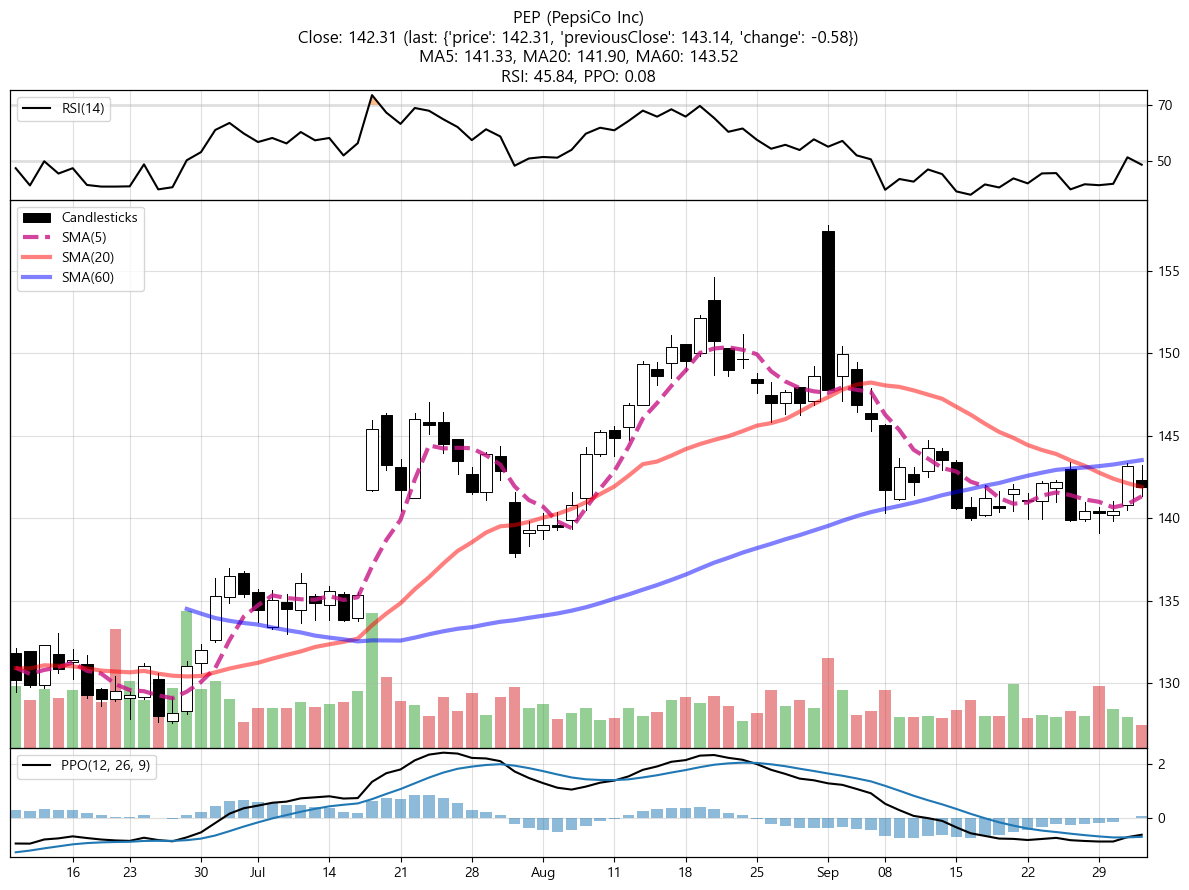 PEP (PepsiCo Inc)
Close: 142.31 (last: {'price': 142.31, 'previousClose': 143.14, 'change': -0.58})
MA5: 141.33, MA20: 141.90, MA60: 143.52
RSI: 45.84, PPO: 0.08
RSI(14)
70
50
Candlesticks
SMA(5)
SMA(20)
SMA(60)
155
150
145
140
135
130
PPO(12, 26, 9)
2
0
16 23 30 Jul 14 21 28 Aug 11 18 25 Sep 08 15 22 29